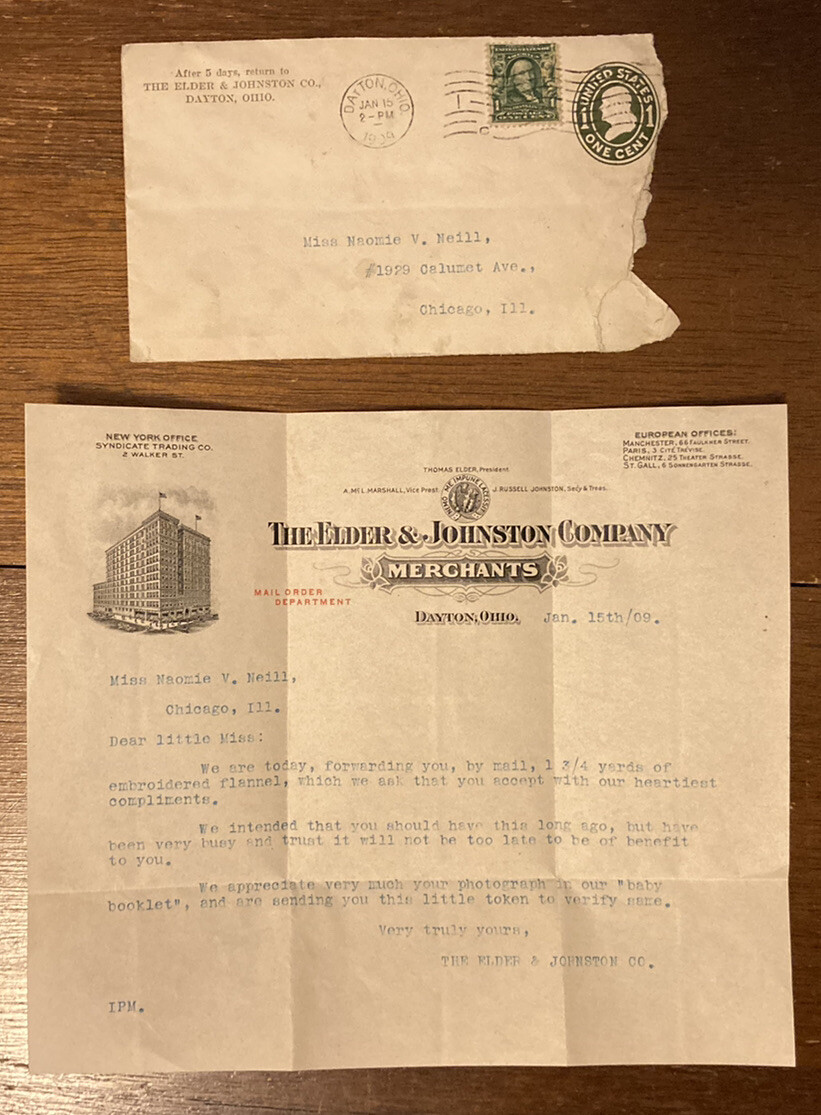 After 5 days, return to
THE ELDER & JOHNSTON CO.,
DAYTON, OHIO.
DAYTON, OHIO.
JAN 15
2-PM
1909
1
UNITED STATES
1 1
ONE CENT
Miss Naomie V. Neill,
#1929 Calumet Ave.,
Chicago, Ill.
NEW YORK OFFICE
SYNDICATE TRADING CO.
2 WALKER ST.
EUROPEAN OFFICES:
MANCHESTER, 66 FAULKNER STREET.
PARIS, 3 CITÉ TRÉVISE.
CHEMNITZ, 25 THEATER STRASSE.
ST. GALL, 6 SONNENGARTEN STRASSE.
THOMAS ELDER, President
A. McL. MARSHALL, Vice Prest. J. RUSSELL JOHNSTON, Secy & Treas.
NEMO ME IMPUNE LACESSIT
THE ELDER & JOHNSTON COMPANY
MERCHANTS
MAIL ORDER
DEPARTMENT
DAYTON, OHIO, Jan. 15th/09.
Miss Naomie V. Neill,
Chicago, Ill.
Dear little Miss:
We are today, forwarding you, by mail, 1 3/4 yards of
embroidered flannel, which we ask that you accept with our heartiest
compliments.
We intended that you should have this long ago, but have
been very busy and trust it will not be too late to be of benefit
to you.
We appreciate very much your photograph in our "baby
booklet", and are sending you this little token to verify same.
Very truly yours,
THE ELDER & JOHNSTON CO.
IPM.